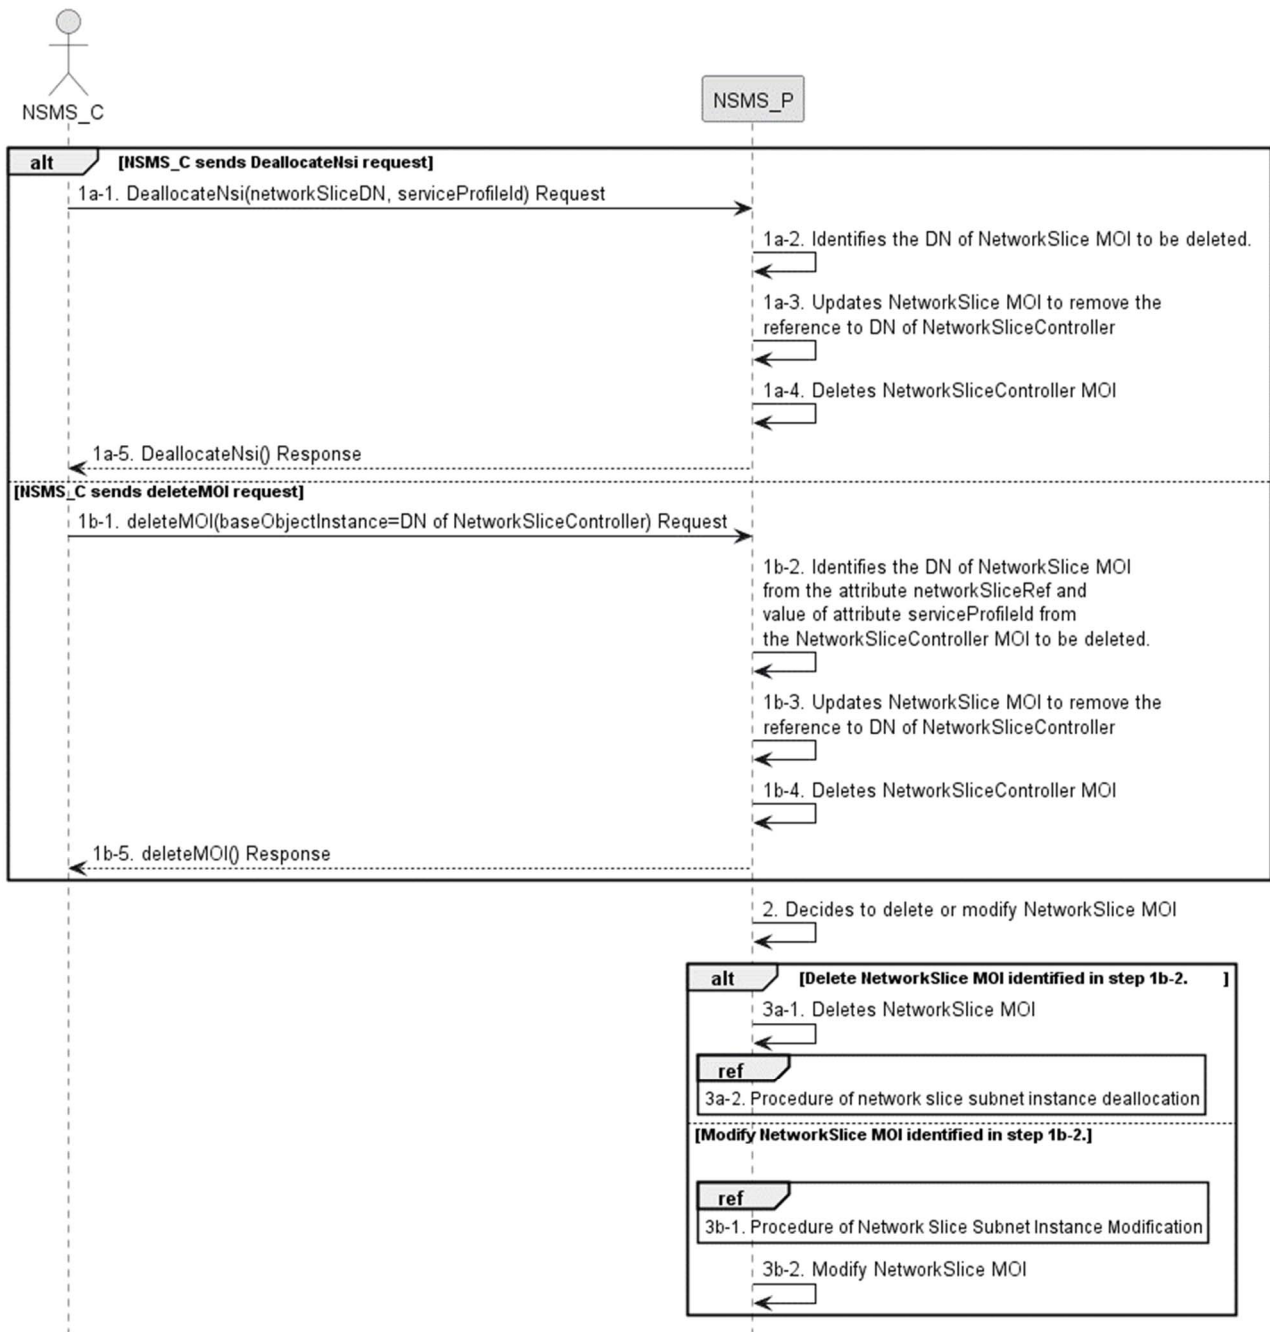 NSMS_C
NSMS_P
alt
[NSMS_C sends DeallocateNsi request]
1a-1. DeallocateNsi(networkSliceDN, serviceProfileId) Request
1a-2. Identifies the DN of NetworkSlice MOI to be deleted.
1a-3. Updates NetworkSlice MOI to remove the
reference to DN of NetworkSliceController
1a-4. Deletes NetworkSliceController MOI
1a-5. DeallocateNsi() Response
[NSMS_C sends deleteMOI request]
1b-1. deleteMOI(baseObjectInstance=DN of NetworkSliceController) Request
1b-2. Identifies the DN of NetworkSlice MOI
from the attribute networkSliceRef and
value of attribute serviceProfileId from
the NetworkSliceController MOI to be deleted.
1b-3. Updates NetworkSlice MOI to remove the
reference to DN of NetworkSliceController
1b-4. Deletes NetworkSliceController MOI
1b-5. deleteMOI() Response
2. Decides to delete or modify NetworkSlice MOI
alt
[Delete NetworkSlice MOI identified in step 1b-2. ]
3a-1. Deletes NetworkSlice MOI
ref
3a-2. Procedure of network slice subnet instance deallocation
[Modify NetworkSlice MOI identified in step 1b-2.]
ref
3b-1. Procedure of Network Slice Subnet Instance Modification
3b-2. Modify NetworkSlice MOI